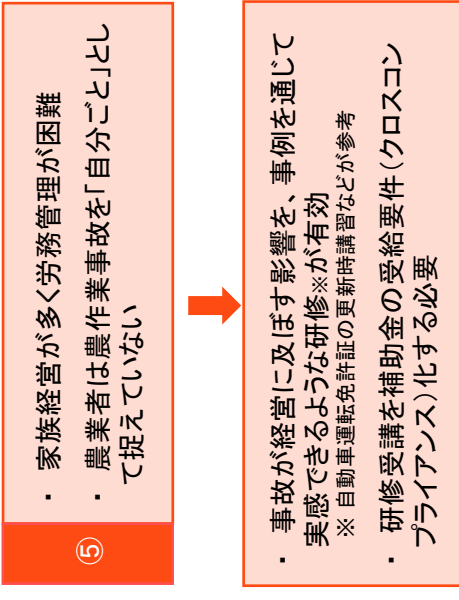 ⑤
・ 家族経営が多く労務管理が困難
・ 農業者は農作業事故を「自分ごと」とし
て捉えていない
・ 事故が経営に及ぼす影響を、事例を通じて
実感できるような研修※が有効
※ 自動車運転免許証の更新時講習などが参考
・ 研修受講を補助金の受給要件(クロスコン
プライアンス)化する必要